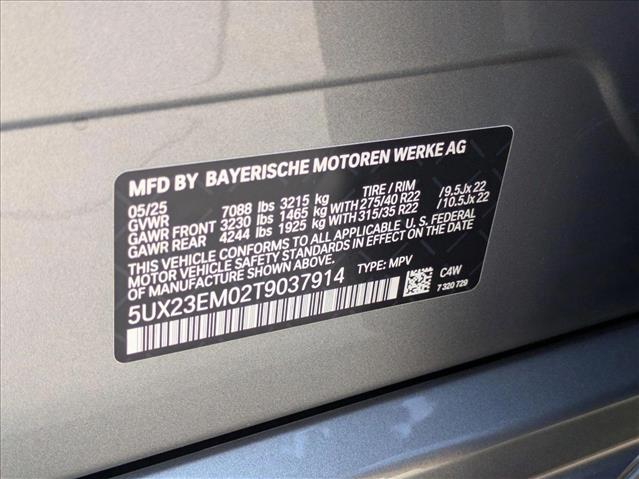 MFD BY BAYERISCHE MOTOREN WERKE AG
05/25 TIRE / RIM
GVWR 7088 lbs 3215 kg
GAWR FRONT 3230 lbs 1465 kg 275/40 R22 /9.5Jx22
GAWR REAR 4244 lbs 1925 kg 315/35 R22 /10.5Jx22
THIS VEHICLE CONFORMS TO ALL APPLICABLE U.S. FEDERAL
MOTOR VEHICLE SAFETY AND THEFT PREVENTION STANDARDS IN
EFFECT ON THE DATE OF MANUFACTURE SHOWN ABOVE.
5UX23EM02T9037914 TYPE: MPV
C4W
7 320 729